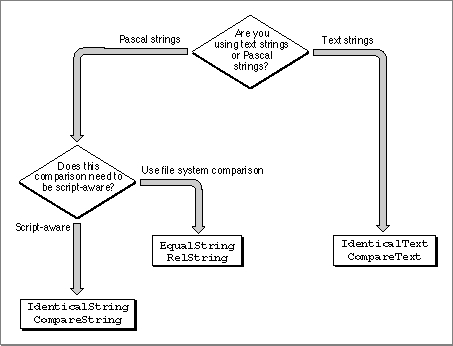 Pascal strings
Are you
using text strings
or Pascal
strings?
Text strings
Does this
comparison need to
be script-aware?
Use file system comparison
Script-aware
EqualString
RelString
IdenticalText
CompareText
IdenticalString
CompareString